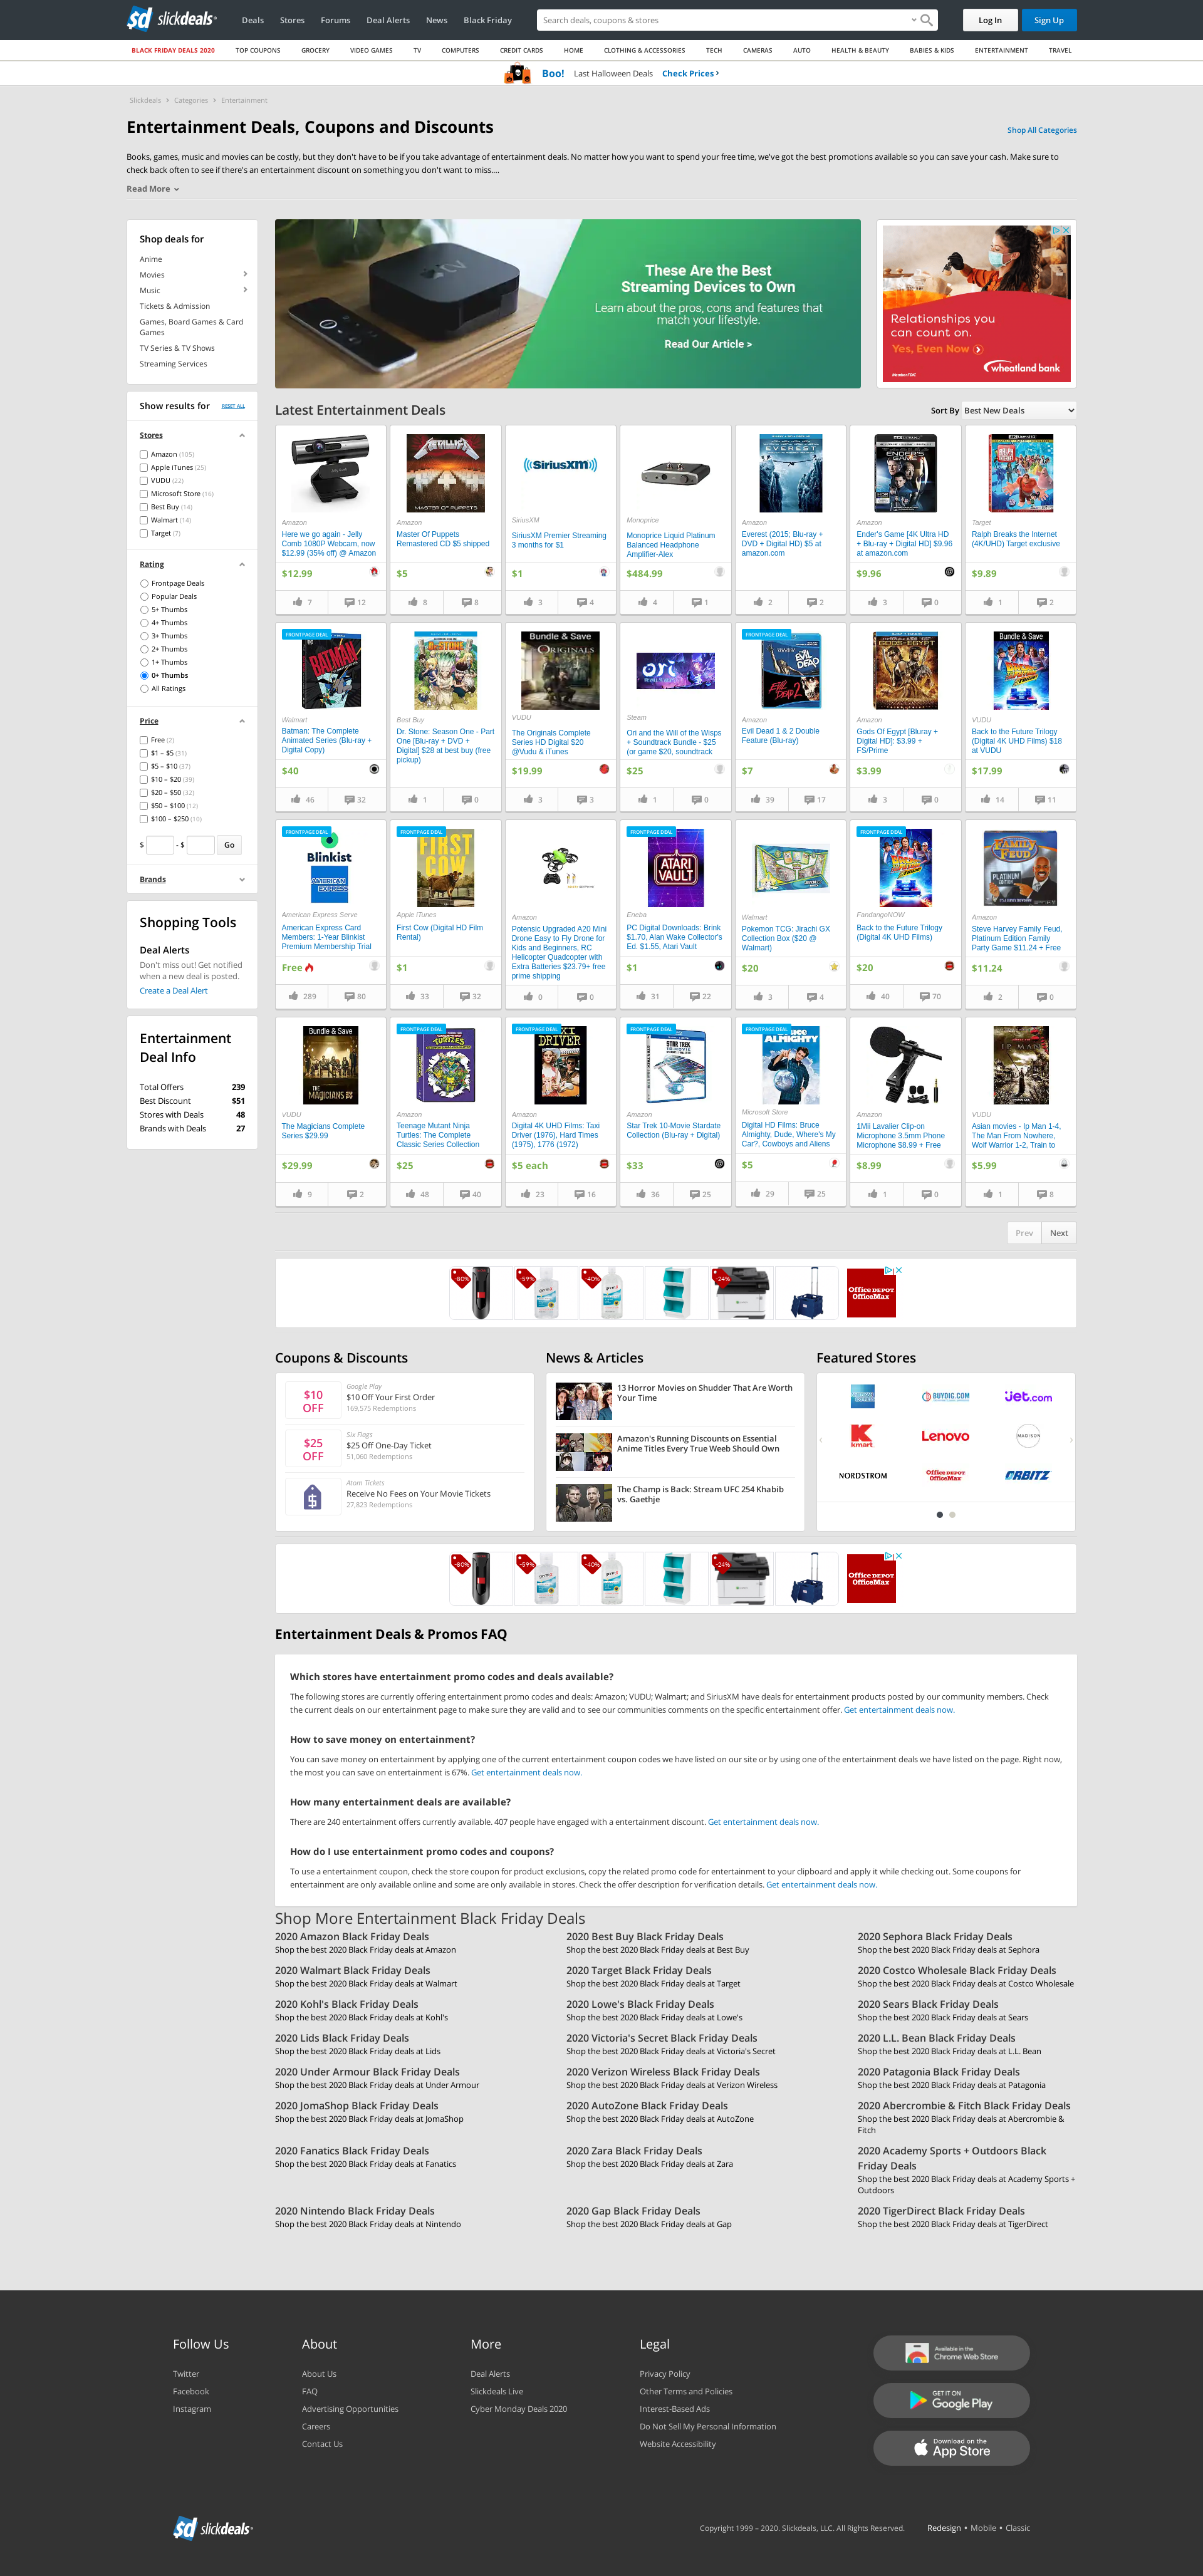 sd slickdeals
Deals Stores Forums Deal Alerts News Black Friday
Search deals, coupons & stores
Log In
Sign Up
BLACK FRIDAY DEALS 2020 TOP COUPONS GROCERY VIDEO GAMES TV COMPUTERS CREDIT CARDS HOME CLOTHING & ACCESSORIES TECH CAMERAS AUTO HEALTH & BEAUTY BABIES & KIDS ENTERTAINMENT TRAVEL
Boo! Last Halloween Deals Check Prices
Slickdeals Categories Entertainment
Entertainment Deals, Coupons and Discounts
Shop All Categories
Books, games, music and movies can be costly, but they don't have to be if you take advantage of entertainment deals. No matter how you want to spend your free time, we've got the best promotions available so you can save your cash. Make sure to
check back often to see if there's an entertainment discount on something you don't want to miss....
Read More
Shop deals for
Anime
Movies
Music
Tickets & Admission
Games, Board Games & Card
Games
TV Series & TV Shows
Streaming Services
Show results for RESET ALL
Stores
Amazon (105)
Apple iTunes (25)
VUDU (22)
Microsoft Store (16)
Best Buy (14)
Walmart (14)
Target (7)
Rating
Frontpage Deals
Popular Deals
5+ Thumbs
4+ Thumbs
3+ Thumbs
2+ Thumbs
1+ Thumbs
0+ Thumbs
All Ratings
Price
Free (2)
$1 – $5 (31)
$5 – $10 (37)
$10 – $20 (39)
$20 – $50 (32)
$50 – $100 (12)
$100 – $250 (10)
$ - $ Go
Brands
Shopping Tools
Deal Alerts
Don't miss out! Get notified
when a new deal is posted.
Create a Deal Alert
Entertainment
Deal Info
Total Offers 239
Best Discount $51
Stores with Deals 48
Brands with Deals 27
tv
These Are the Best
Streaming Devices to Own
Learn about the pros, cons and features that
match your lifestyle.
Read Our Article >
Relationships you
can count on.
Yes, Even Now
wheatland bank
Member FDIC
Latest Entertainment Deals
Sort By Best New Deals
Amazon
Here we go again - Jelly
Comb 1080P Webcam, now
$12.99 (35% off) @ Amazon
$12.99
7 12
METALLICA
MASTER OF PUPPETS
Amazon
Master Of Puppets
Remastered CD $5 shipped
$5
8 8
SiriusXM
SiriusXM
SiriusXM Premier Streaming
3 months for $1
$1
3 4
Monoprice
Monoprice Liquid Platinum
Balanced Headphone
Amplifier-Alex
$484.99
4 1
EVEREST
Amazon
Everest (2015; Blu-ray +
DVD + Digital HD) $5 at
amazon.com
2 2
ENDER'S GAME
Amazon
Ender's Game [4K Ultra HD
+ Blu-ray + Digital HD] $9.96
at amazon.com
$9.96
3 0
Target
Ralph Breaks the Internet
(4K/UHD) Target exclusive
$9.89
1 2
FRONTPAGE DEAL
BATMAN
Walmart
Batman: The Complete
Animated Series (Blu-ray +
Digital Copy)
$40
46 32
Dr.STONE
Best Buy
Dr. Stone: Season One - Part
One [Blu-ray + DVD +
Digital] $28 at best buy (free
pickup)
1 0
Bundle & Save
ORIGINALS
VUDU
The Originals Complete
Series HD Digital $20
@Vudu & iTunes
$19.99
3 3
ori
Steam
Ori and the Will of the Wisps
+ Soundtrack Bundle - $25
(or game $20, soundtrack
$25
1 0
FRONTPAGE DEAL
EVIL DEAD
EVIL DEAD 2
Amazon
Evil Dead 1 & 2 Double
Feature (Blu-ray)
$7
39 17
GODS OF EGYPT
Amazon
Gods Of Egypt [Bluray +
Digital HD]: $3.99 +
FS/Prime
$3.99
3 0
Bundle & Save
BACK TO THE FUTURE
VUDU
Back to the Future Trilogy
(Digital 4K UHD Films) $18
at VUDU
$17.99
14 11
FRONTPAGE DEAL
Blinkist
AMERICAN EXPRESS
American Express Serve
American Express Card
Members: 1-Year Blinkist
Premium Membership Trial
Free
289 80
FRONTPAGE DEAL
FIRST COW
Apple iTunes
First Cow (Digital HD Film
Rental)
$1
33 32
Amazon
Potensic Upgraded A20 Mini
Drone Easy to Fly Drone for
Kids and Beginners, RC
Helicopter Quadcopter with
Extra Batteries $23.79+ free
prime shipping
0 0
FRONTPAGE DEAL
ATARI VAULT
Eneba
PC Digital Downloads: Brink
$1.70, Alan Wake Collector's
Ed. $1.55, Atari Vault
$1
31 22
Walmart
Pokemon TCG: Jirachi GX
Collection Box ($20 @
Walmart)
$20
3 4
FRONTPAGE DEAL
BACK TO THE FUTURE
FandangoNOW
Back to the Future Trilogy
(Digital 4K UHD Films)
$20
40 70
FAMILY FEUD
PLATINUM EDITION
Amazon
Steve Harvey Family Feud,
Platinum Edition Family
Party Game $11.24 + Free
$11.24
2 0
Bundle & Save
THE MAGICIANS
VUDU
The Magicians Complete
Series $29.99
$29.99
9 2
FRONTPAGE DEAL
TURTLES
Amazon
Teenage Mutant Ninja
Turtles: The Complete
Classic Series Collection
$25
48 40
FRONTPAGE DEAL
TAXI DRIVER
Amazon
Digital 4K UHD Films: Taxi
Driver (1976), Hard Times
(1975), 1776 (1972)
$5 each
23 16
FRONTPAGE DEAL
STAR TREK
Amazon
Star Trek 10-Movie Stardate
Collection (Blu-ray + Digital)
$33
36 25
FRONTPAGE DEAL
BRUCE ALMIGHTY
Microsoft Store
Digital HD Films: Bruce
Almighty, Dude, Where's My
Car?, Cowboys and Aliens
$5
29 25
Amazon
1Mii Lavalier Clip-on
Microphone 3.5mm Phone
Microphone $8.99 + Free
$8.99
1 0
IP MAN
VUDU
Asian movies - Ip Man 1-4,
The Man From Nowhere,
Wolf Warrior 1-2, Train to
$5.99
1 8
Prev Next
-80% -59% -40% -24%
Office DEPOT
OfficeMax
Coupons & Discounts
$10
OFF
Google Play
$10 Off Your First Order
169,575 Redemptions
$25
OFF
Six Flags
$25 Off One-Day Ticket
51,060 Redemptions
Atom Tickets
Receive No Fees on Your Movie Tickets
27,823 Redemptions
News & Articles
13 Horror Movies on Shudder That Are Worth
Your Time
Amazon's Running Discounts on Essential
Anime Titles Every True Weeb Should Own
The Champ is Back: Stream UFC 254 Khabib
vs. Gaethje
Featured Stores
AMERICAN EXPRESS BUYDIG.COM jet.com
kmart Lenovo MADISON
NORDSTROM Office DEPOT OfficeMax ORBITZ
-80% -59% -40% -24%
Office DEPOT
OfficeMax
Entertainment Deals & Promos FAQ
Which stores have entertainment promo codes and deals available?
The following stores are currently offering entertainment promo codes and deals: Amazon; VUDU; Walmart; and SiriusXM have deals for entertainment products posted by our community members. Check
the current deals on our entertainment page to make sure they are valid and to see our communities comments on the specific entertainment offer. Get entertainment deals now.
How to save money on entertainment?
You can save money on entertainment by applying one of the current entertainment coupon codes we have listed on our site or by using one of the entertainment deals we have listed on the page. Right now,
the most you can save on entertainment is 67%. Get entertainment deals now.
How many entertainment deals are available?
There are 240 entertainment offers currently available. 407 people have engaged with a entertainment discount. Get entertainment deals now.
How do I use entertainment promo codes and coupons?
To use a entertainment coupon, check the store coupon for product exclusions, copy the related promo code for entertainment to your clipboard and apply it while checking out. Some coupons for
entertainment are only available online and some are only available in stores. Check the offer description for verification details. Get entertainment deals now.
Shop More Entertainment Black Friday Deals
2020 Amazon Black Friday Deals
Shop the best 2020 Black Friday deals at Amazon
2020 Best Buy Black Friday Deals
Shop the best 2020 Black Friday deals at Best Buy
2020 Sephora Black Friday Deals
Shop the best 2020 Black Friday deals at Sephora
2020 Walmart Black Friday Deals
Shop the best 2020 Black Friday deals at Walmart
2020 Target Black Friday Deals
Shop the best 2020 Black Friday deals at Target
2020 Costco Wholesale Black Friday Deals
Shop the best 2020 Black Friday deals at Costco Wholesale
2020 Kohl's Black Friday Deals
Shop the best 2020 Black Friday deals at Kohl's
2020 Lowe's Black Friday Deals
Shop the best 2020 Black Friday deals at Lowe's
2020 Sears Black Friday Deals
Shop the best 2020 Black Friday deals at Sears
2020 Lids Black Friday Deals
Shop the best 2020 Black Friday deals at Lids
2020 Victoria's Secret Black Friday Deals
Shop the best 2020 Black Friday deals at Victoria's Secret
2020 L.L. Bean Black Friday Deals
Shop the best 2020 Black Friday deals at L.L. Bean
2020 Under Armour Black Friday Deals
Shop the best 2020 Black Friday deals at Under Armour
2020 Verizon Wireless Black Friday Deals
Shop the best 2020 Black Friday deals at Verizon Wireless
2020 Patagonia Black Friday Deals
Shop the best 2020 Black Friday deals at Patagonia
2020 JomaShop Black Friday Deals
Shop the best 2020 Black Friday deals at JomaShop
2020 AutoZone Black Friday Deals
Shop the best 2020 Black Friday deals at AutoZone
2020 Abercrombie & Fitch Black Friday Deals
Shop the best 2020 Black Friday deals at Abercrombie &
Fitch
2020 Fanatics Black Friday Deals
Shop the best 2020 Black Friday deals at Fanatics
2020 Zara Black Friday Deals
Shop the best 2020 Black Friday deals at Zara
2020 Academy Sports + Outdoors Black
Friday Deals
Shop the best 2020 Black Friday deals at Academy Sports +
Outdoors
2020 Nintendo Black Friday Deals
Shop the best 2020 Black Friday deals at Nintendo
2020 Gap Black Friday Deals
Shop the best 2020 Black Friday deals at Gap
2020 TigerDirect Black Friday Deals
Shop the best 2020 Black Friday deals at TigerDirect
Follow Us
Twitter
Facebook
Instagram
About
About Us
FAQ
Advertising Opportunities
Careers
Contact Us
More
Deal Alerts
Slickdeals Live
Cyber Monday Deals 2020
Legal
Privacy Policy
Other Terms and Policies
Interest-Based Ads
Do Not Sell My Personal Information
Website Accessibility
Available in the
Chrome Web Store
GET IT ON
Google Play
Download on the
App Store
sd slickdeals
Copyright 1999 – 2020. Slickdeals, LLC. All Rights Reserved. Redesign • Mobile • Classic